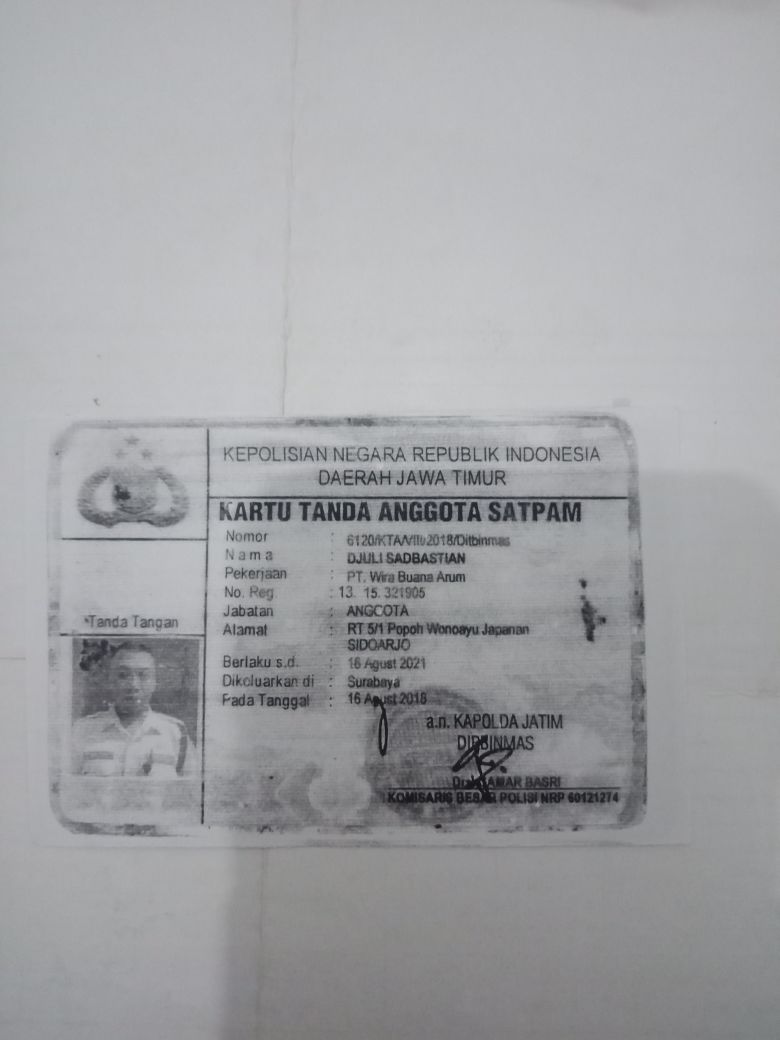 KEPOLISIAN NEGARA REPUBLIK INDONESIA
DAERAH JAWA TIMUR
KARTU TANDA ANGGOTA SATPAM
Nomor : 6120/KTA/VIII/2018/Ditbinmas
Nama : DJULI SADBASTIAN
Pekerjaan : PT. Wira Buana Arum
No. Reg : 13. 15. 321905
Jabatan : ANGGOTA
Alamat : RT 5/1 Popoh Wonoayu Japanan
SIDOARJO
Berlaku s.d. : 16 Agust 2021
Dikeluarkan di : Surabaya
Pada Tanggal : 16 Agust 2018
Tanda Tangan
a.n. KAPOLDA JATIM
DIRBINMAS
AMAR BASRI
KOMISARIS BESAR POLISI NRP 60121274